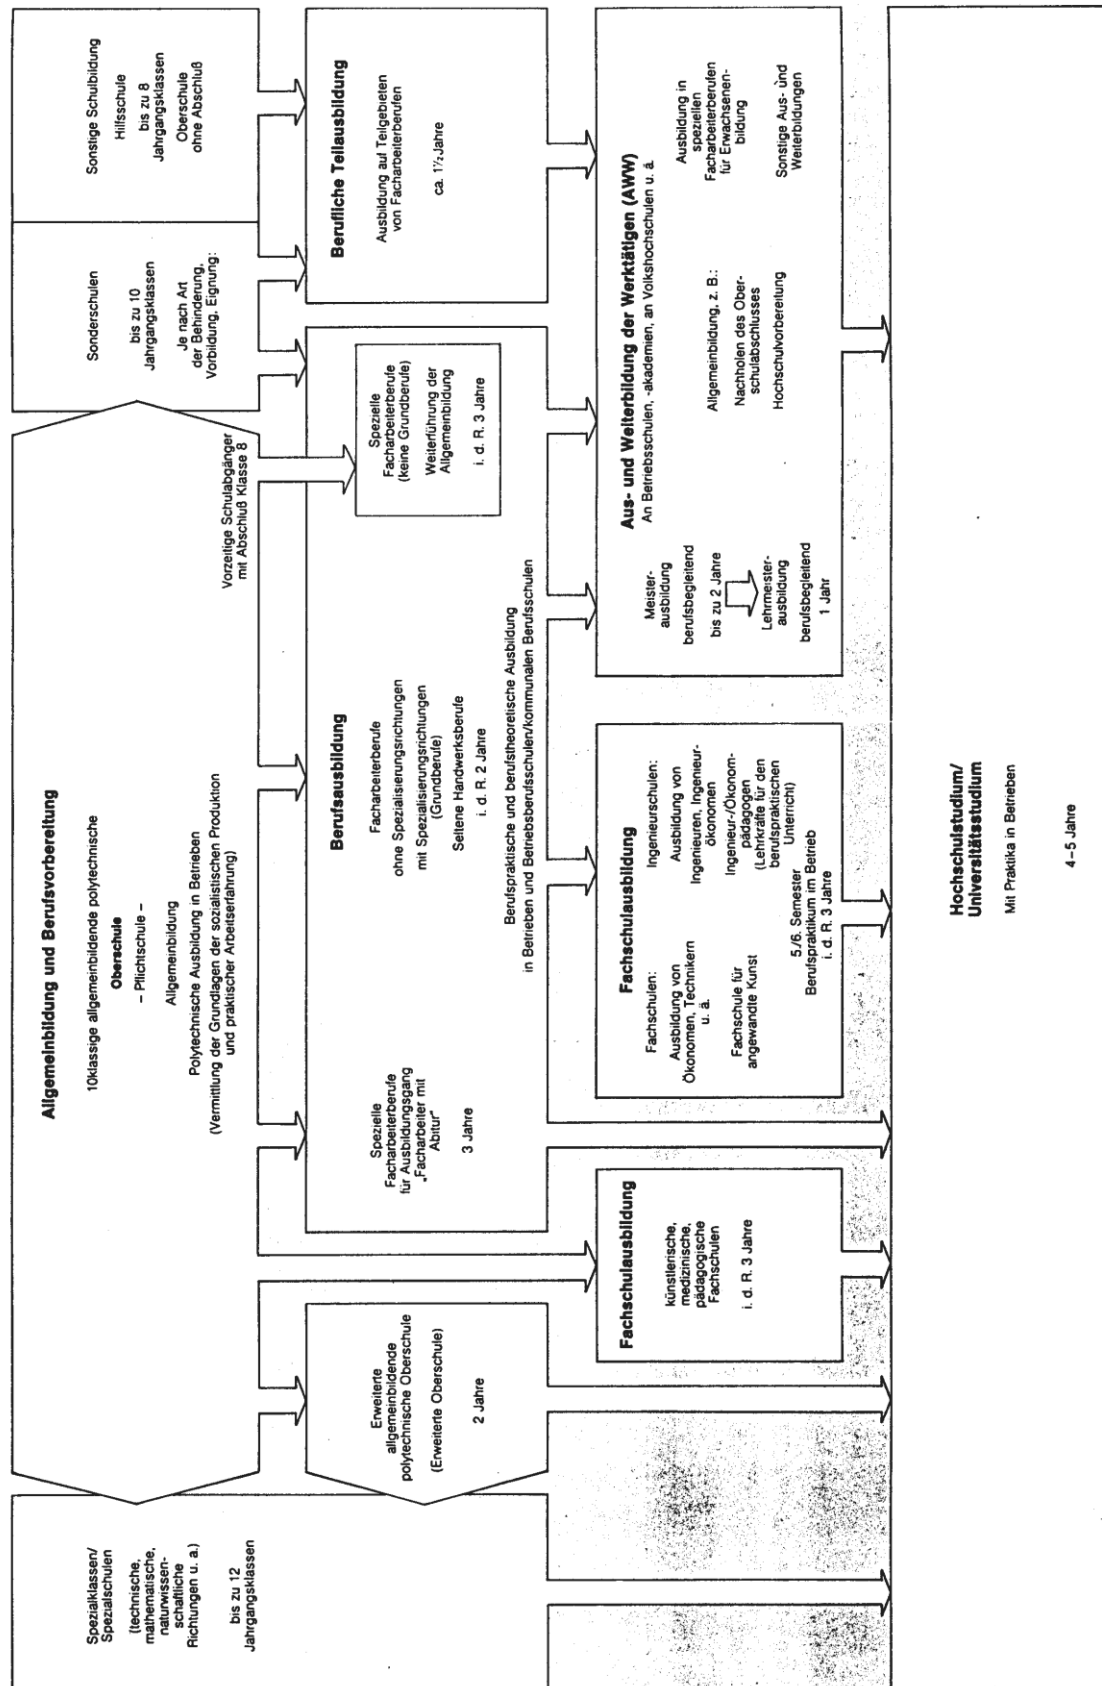 Spezialklassen/
Spezialschulen
(technische,
mathematische,
naturwissen-
schaftliche
Richtungen u. a.)
bis zu 12
Jahrgangsklassen
Allgemeinbildung und Berufsvorbereitung
10klassige allgemeinbildende polytechnische
Oberschule
– Pflichtschule –
Allgemeinbildung
Polytechnische Ausbildung in Betrieben
(Vermittlung der Grundlagen der sozialistischen Produktion
und praktischer Arbeitserfahrung)
Vorzeitige Schulabgänger
mit Abschluß Klasse 8
Sonderschulen
bis zu 10
Jahrgangsklassen
Je nach Art
der Behinderung,
Vorbildung, Eignung:
Sonstige Schulbildung
Hilfsschule
bis zu 8
Jahrgangsklassen
Oberschule
ohne Abschluß
Erweiterte
allgemeinbildende
polytechnische Oberschule
(Erweiterte Oberschule)
2 Jahre
Berufsausbildung
Spezielle
Facharbeiterberufe
für Ausbildungsgang
„Facharbeiter mit
Abitur"
3 Jahre
Facharbeiterberufe
ohne Spezialisierungsrichtungen
mit Spezialisierungsrichtungen
(Grundberufe)
Seltene Handwerksberufe
i. d. R. 2 Jahre
Spezielle
Facharbeiterberufe
(keine Grundberufe)
Weiterführung der
Allgemeinbildung
i. d. R. 3 Jahre
Berufspraktische und berufstheoretische Ausbildung
in Betrieben und Betriebsberufsschulen/kommunalen Berufsschulen
Berufliche Teilausbildung
Ausbildung auf Teilgebieten
von Facharbeiterberufen
ca. 1½ Jahre
Fachschulausbildung
künstlerische,
medizinische,
pädagogische
Fachschulen
i. d. R. 3 Jahre
Fachschulausbildung
Fachschulen:
Ausbildung von
Ökonomen, Technikern
u. ä.
Fachschule für
angewandte Kunst
Ingenieurschulen:
Ausbildung von
Ingenieuren, Ingenieur-
ökonomen
Ingenieur-/Ökonom-
pädagogen
(Lehrkräfte für den
berufspraktischen
Unterricht)
5./6. Semester
Berufspraktikum im Betrieb
i. d. R. 3 Jahre
Aus- und Weiterbildung der Werktätigen (AWW)
An Betriebsschulen, -akademien, an Volkshochschulen u. ä.
Meister-
ausbildung
berufsbegleitend
bis zu 2 Jahre
Lehrmeister-
ausbildung
berufsbegleitend
1 Jahr
Allgemeinbildung, z. B.:
Nachholen des Ober-
schulabschlusses
Hochschulvorbereitung
Ausbildung in
speziellen
Facharbeiterberufen
für Erwachsenen-
bildung
Sonstige Aus- und
Weiterbildungen
Hochschulstudium/
Universitätsstudium
Mit Praktika in Betrieben
4–5 Jahre